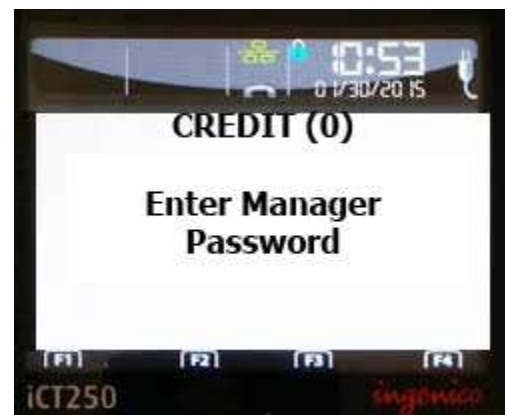 10:53
01/30/2015
CREDIT (0)
Enter Manager
Password
F1 F2 F3 F4
iCT250 ingenico